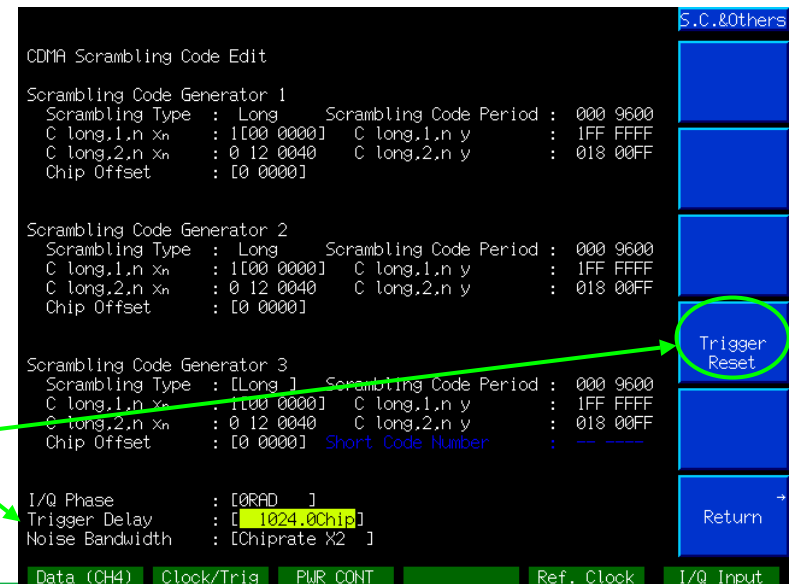 S.C.&Others
CDMA Scrambling Code Edit
Scrambling Code Generator 1
Scrambling Type : Long Scrambling Code Period : 000 9600
C long,1,n xn : 1[00 0000] C long,1,n y : 1FF FFFF
C long,2,n xn : 0 12 0040 C long,2,n y : 018 00FF
Chip Offset : [0 0000]
Scrambling Code Generator 2
Scrambling Type : Long Scrambling Code Period : 000 9600
C long,1,n xn : 1[00 0000] C long,1,n y : 1FF FFFF
C long,2,n xn : 0 12 0040 C long,2,n y : 018 00FF
Chip Offset : [0 0000]
Trigger
Reset
Scrambling Code Generator 3
Scrambling Type : [Long ] Scrambling Code Period : 000 9600
C long,1,n xn : 1[00 0000] C long,1,n y : 1FF FFFF
C long,2,n xn : 0 12 0040 C long,2,n y : 018 00FF
Chip Offset : [0 0000] Short Code Number : -- ----
I/Q Phase : [0RAD ]
Trigger Delay : [ 1024.0Chip]
Noise Bandwidth : [Chiprate X2 ]
→
Return
Data (CH4) Clock/Trig PWR CONT Ref. Clock I/Q Input